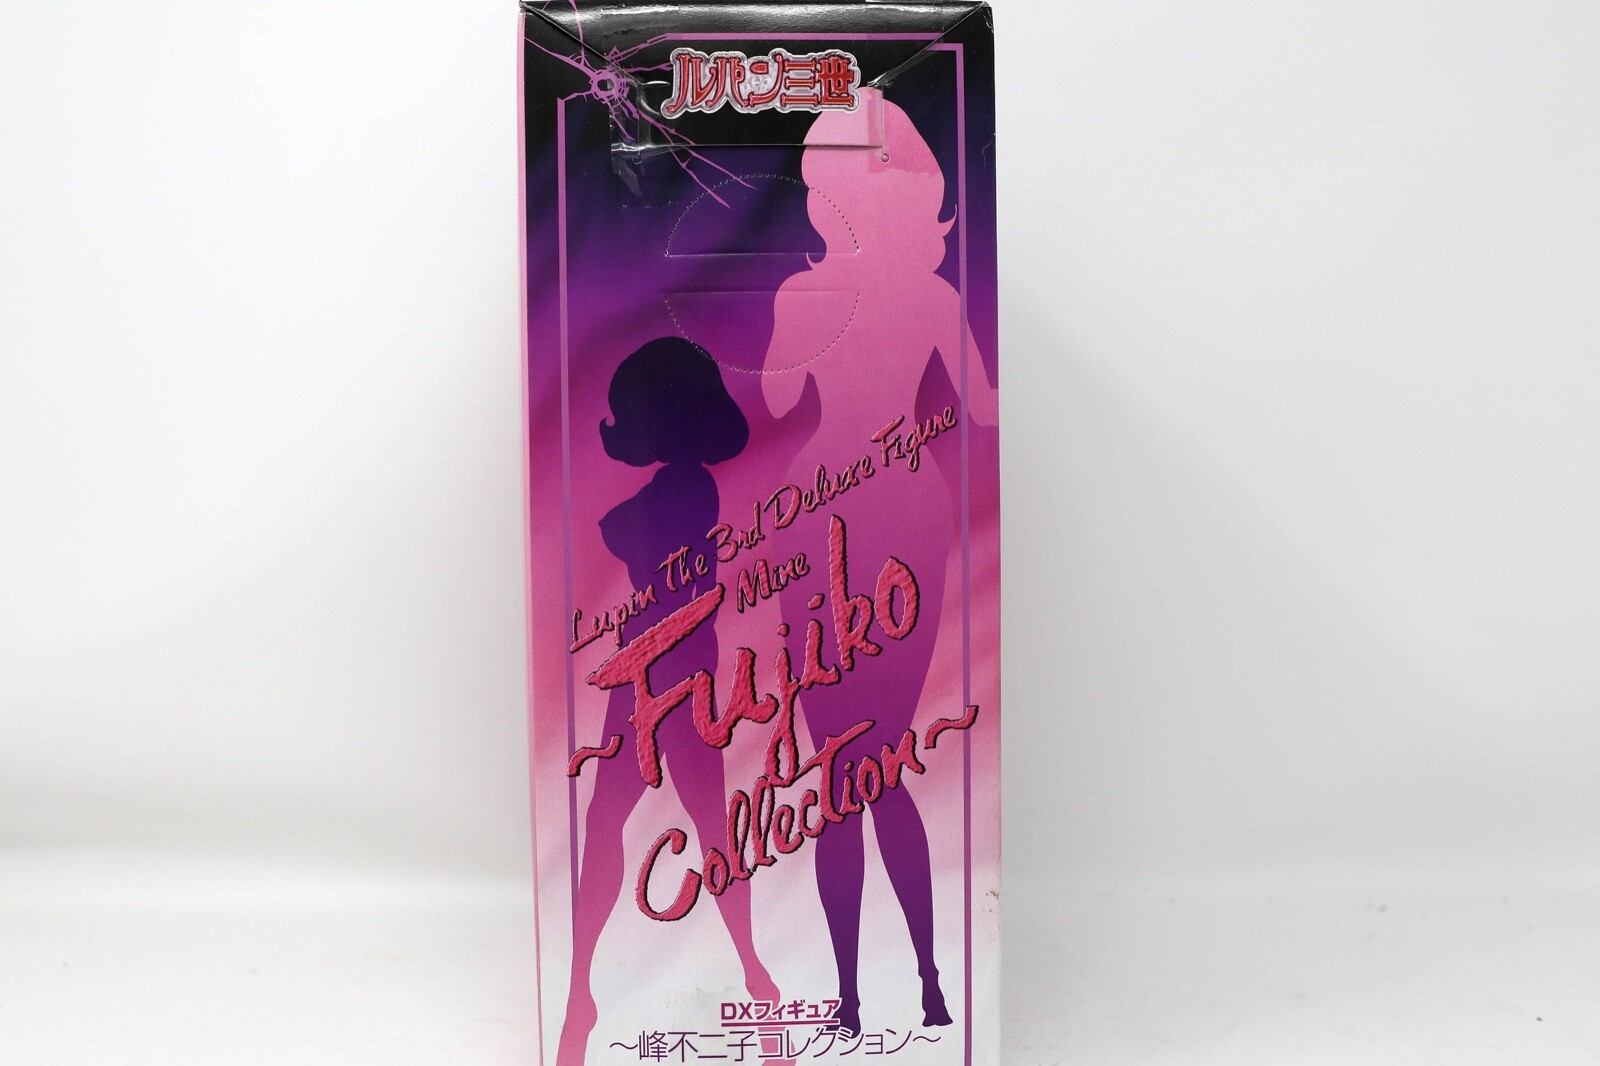 ルパン三世
Lupin The 3rd Deluxe Figure
Mine
～Fujiko
Collection～
DXフィギュア
～峰不二子コレクション～